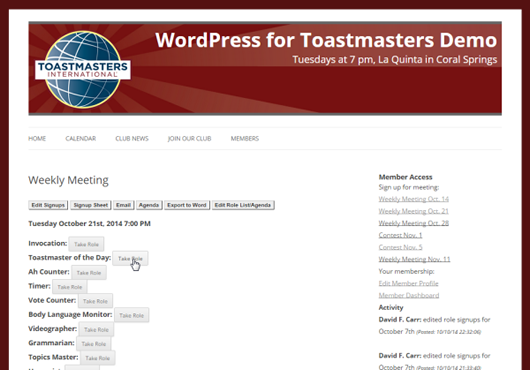 WordPress for Toastmasters Demo
Tuesdays at 7 pm, La Quinta in Coral Springs
TOASTMASTERS
INTERNATIONAL
HOME CALENDAR CLUB NEWS JOIN OUR CLUB MEMBERS
Weekly Meeting
Edit Signups Signup Sheet Email Agenda Export to Word Edit Role List/Agenda
Tuesday October 21st, 2014 7:00 PM
Invocation: Take Role
Toastmaster of the Day: Take Role
Ah Counter: Take Role
Timer: Take Role
Vote Counter: Take Role
Body Language Monitor: Take Role
Videographer: Take Role
Grammarian: Take Role
Topics Master: Take Role
Member Access
Sign up for meeting:
Weekly Meeting Oct. 14
Weekly Meeting Oct. 21
Weekly Meeting Oct. 28
Contest Nov. 1
Contest Nov. 5
Weekly Meeting Nov. 11
Your membership:
Edit Member Profile
Member Dashboard
Activity
David F. Carr: edited role signups for
October 7th (Posted: 10/10/14 22:32:06)
David F. Carr: edited role signups for
October 7th (Posted: 10/10/14 21:33:40)